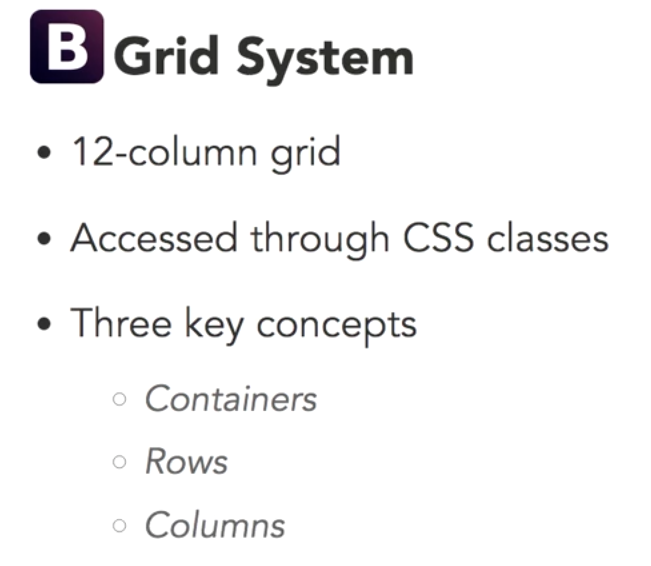 B Grid System
12-column grid
Accessed through CSS classes
Three key concepts
Containers
Rows
Columns